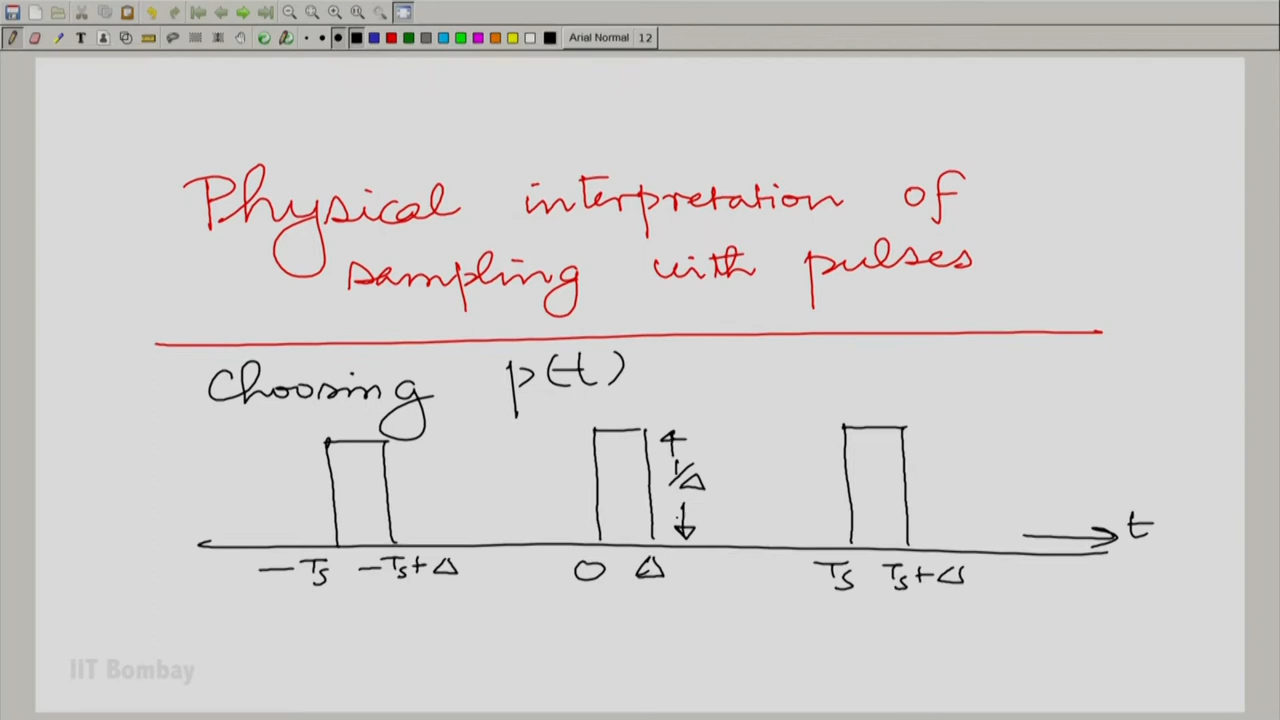 Arial Normal 12
Physical interpretation of
sampling with pulses
Choosing p(t)
1/Δ
t
-Ts -Ts+Δ 0 Δ Ts Ts+Δ
IIT Bombay